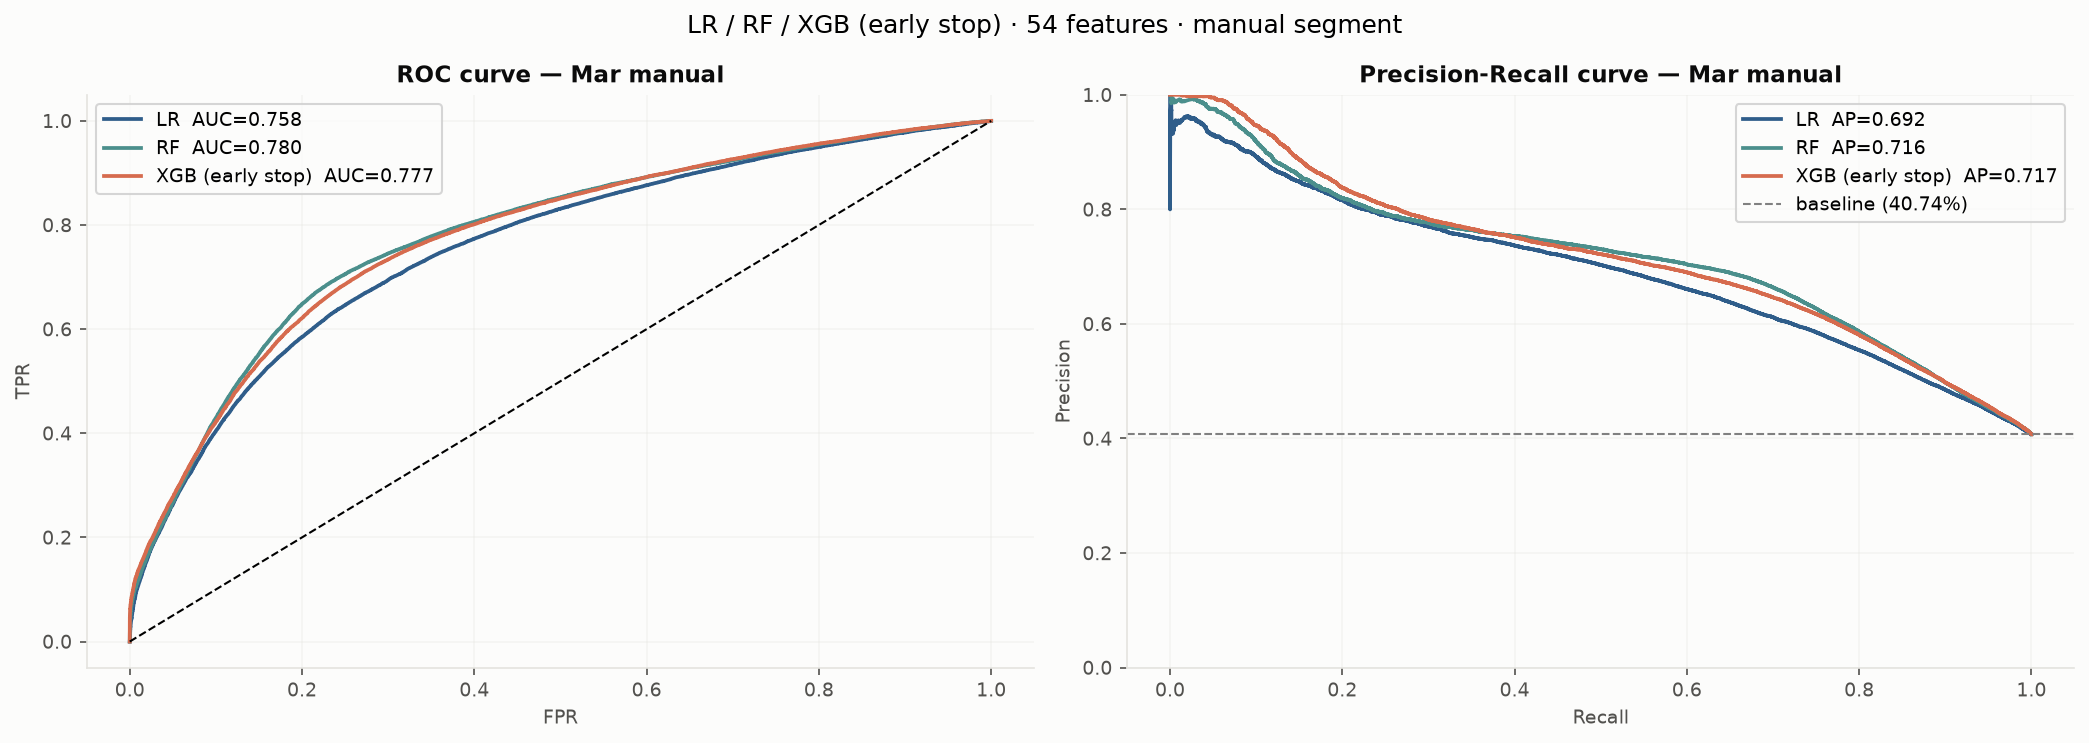 LR / RF / XGB (early stop) · 54 features · manual segment
ROC curve — Mar manual
LR AUC=0.758
RF AUC=0.780
XGB (early stop) AUC=0.777
TPR
1.0
0.8
0.6
0.4
0.2
0.0
0.0 0.2 0.4 0.6 0.8 1.0
FPR
Precision-Recall curve — Mar manual
LR AP=0.692
RF AP=0.716
XGB (early stop) AP=0.717
baseline (40.74%)
Precision
1.0
0.8
0.6
0.4
0.2
0.0
0.0 0.2 0.4 0.6 0.8 1.0
Recall